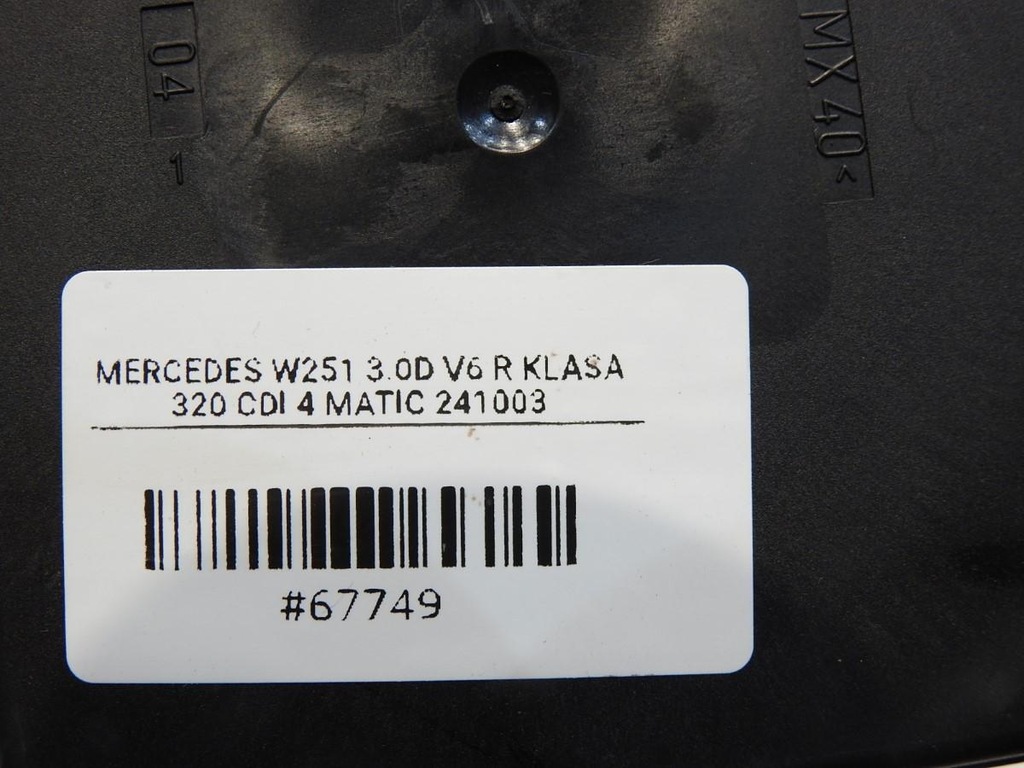 04
1
MX40<
MERCEDES W251 3.0D V6 R KLASA
320 CDI 4 MATIC 241003
#67749